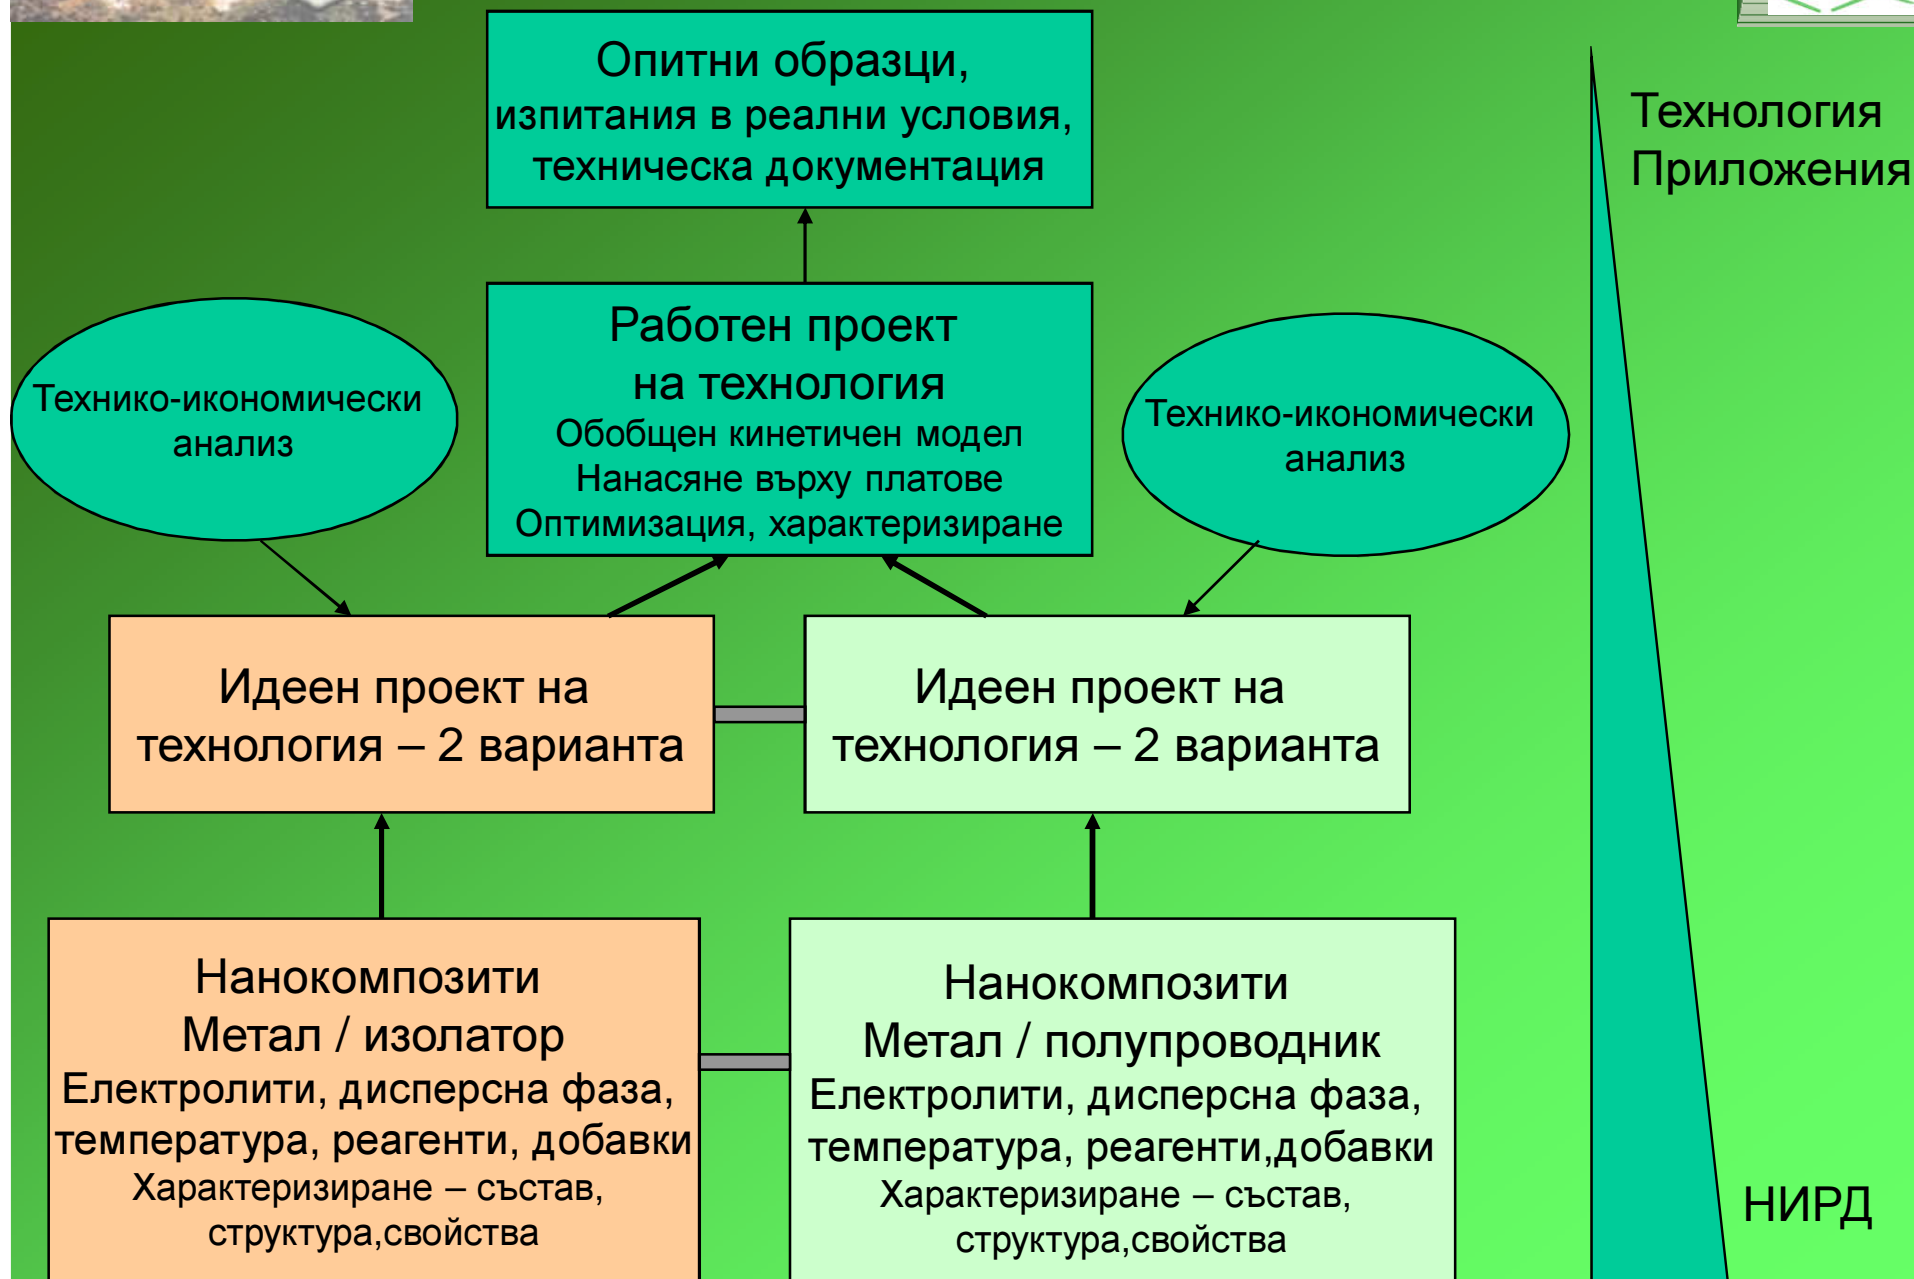 Опитни образци,
изпитания в реални условия,
техническа документация
Технология
Приложения
Работен проект
на технология
Обобщен кинетичен модел
Нанасяне върху платове
Оптимизация, характеризиране
Технико-икономически
анализ
Технико-икономически
анализ
Идеен проект на
технология – 2 варианта
Идеен проект на
технология – 2 варианта
Нанокомпозити
Метал / изолатор
Електролити, дисперсна фаза,
температура, реагенти, добавки
Характеризиране – състав,
структура,свойства
Нанокомпозити
Метал / полупроводник
Електролити, дисперсна фаза,
температура, реагенти,добавки
Характеризиране – състав,
структура,свойства
НИРД